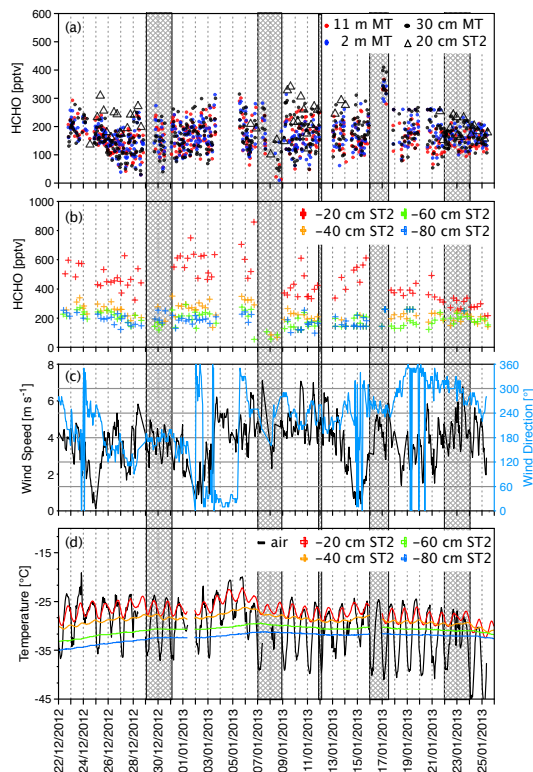 (a)
11 m MT
30 cm MT
2 m MT
20 cm ST2
HCHO [pptv]
600
500
400
300
200
100
0
(b)
−20 cm ST2
−60 cm ST2
−40 cm ST2
−80 cm ST2
HCHO [pptv]
1000
800
600
400
200
0
(c)
Wind Speed [m s⁻¹]
8
6
4
2
0
360
300
240
180
120
60
0
Wind Direction [°]
(d)
air
−20 cm ST2
−60 cm ST2
−40 cm ST2
−80 cm ST2
Temperature [°C]
-15
-25
-35
-45
22/12/2012
24/12/2012
26/12/2012
28/12/2012
30/12/2012
01/01/2013
03/01/2013
05/01/2013
07/01/2013
09/01/2013
11/01/2013
13/01/2013
15/01/2013
17/01/2013
19/01/2013
21/01/2013
23/01/2013
25/01/2013